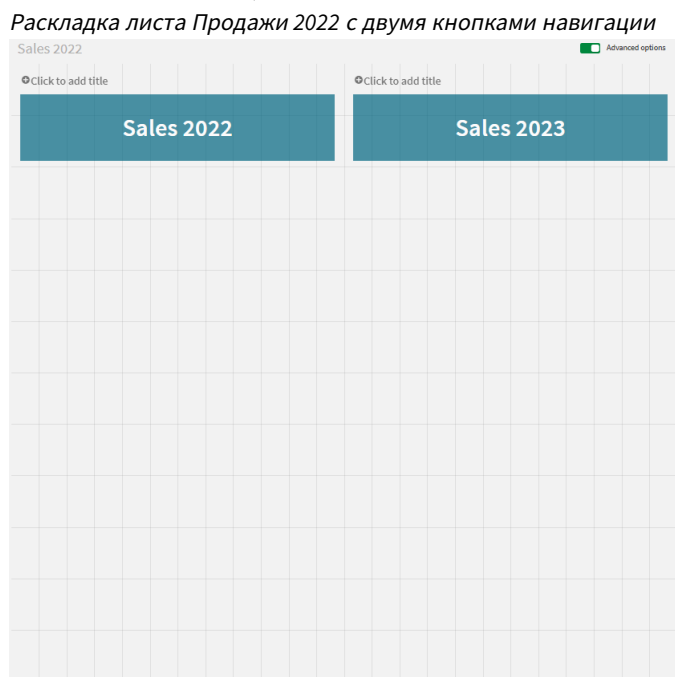 Раскладка листа Продажи 2022 с двумя кнопками навигации
Sales 2022
Advanced options
Click to add title
Click to add title
Sales 2022
Sales 2023